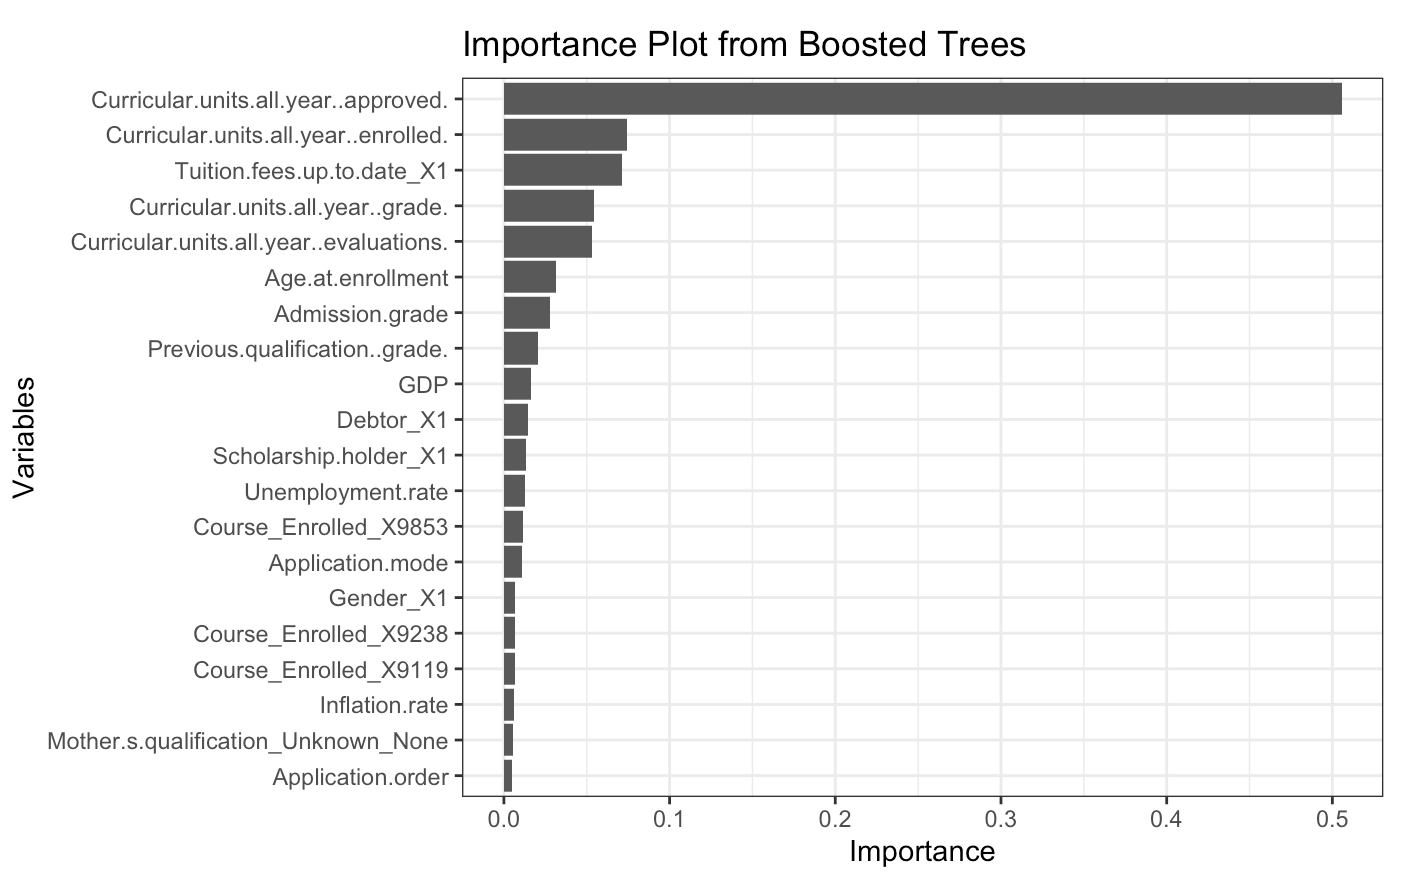 Importance Plot from Boosted Trees
Curricular.units.all.year..approved.
Curricular.units.all.year..enrolled.
Tuition.fees.up.to.date_X1
Curricular.units.all.year..grade.
Curricular.units.all.year..evaluations.
Age.at.enrollment
Admission.grade
Previous.qualification..grade.
GDP
Debtor_X1
Scholarship.holder_X1
Unemployment.rate
Course_Enrolled_X9853
Application.mode
Gender_X1
Course_Enrolled_X9238
Course_Enrolled_X9119
Inflation.rate
Mother.s.qualification_Unknown_None
Application.order
Variables
0.0 0.1 0.2 0.3 0.4 0.5
Importance